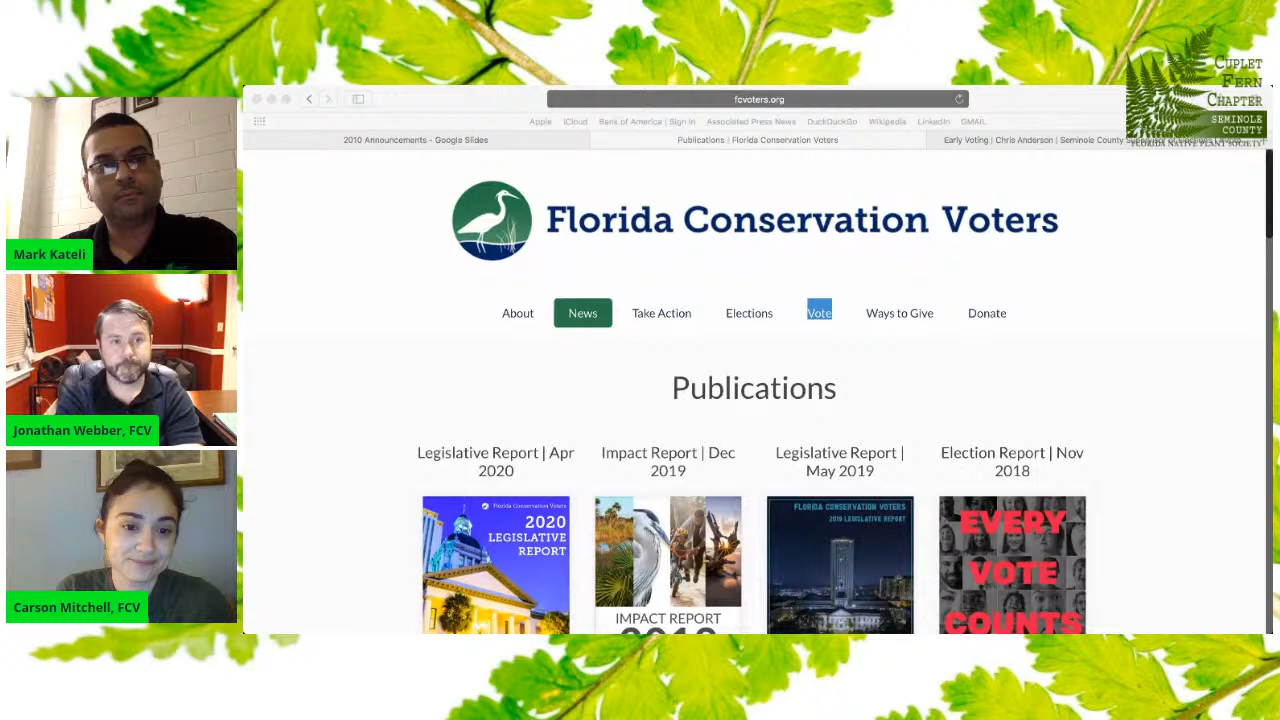 CUPLET
FERN
CHAPTER
SEMINOLE
COUNTY
FLORIDA NATIVE PLANT SOCIETY
fcvoters.org
Apple iCloud Bank of America | Sign In Associated Press News DuckDuckGo Wikipedia LinkedIn GMAIL
2010 Announcements - Google Slides Publications | Florida Conservation Voters Early Voting | Chris Anderson | Seminole County
Florida Conservation Voters
About News Take Action Elections Vote Ways to Give Donate
Publications
Legislative Report | Apr
2020
Impact Report | Dec
2019
Legislative Report |
May 2019
Election Report | Nov
2018
Florida Conservation Voters
2020
LEGISLATIVE
REPORT
IMPACT REPORT
2019
FLORIDA CONSERVATION VOTERS
2019 LEGISLATIVE REPORT
EVERY
VOTE
COUNTS
Mark Kateli
Jonathan Webber, FCV
Carson Mitchell, FCV